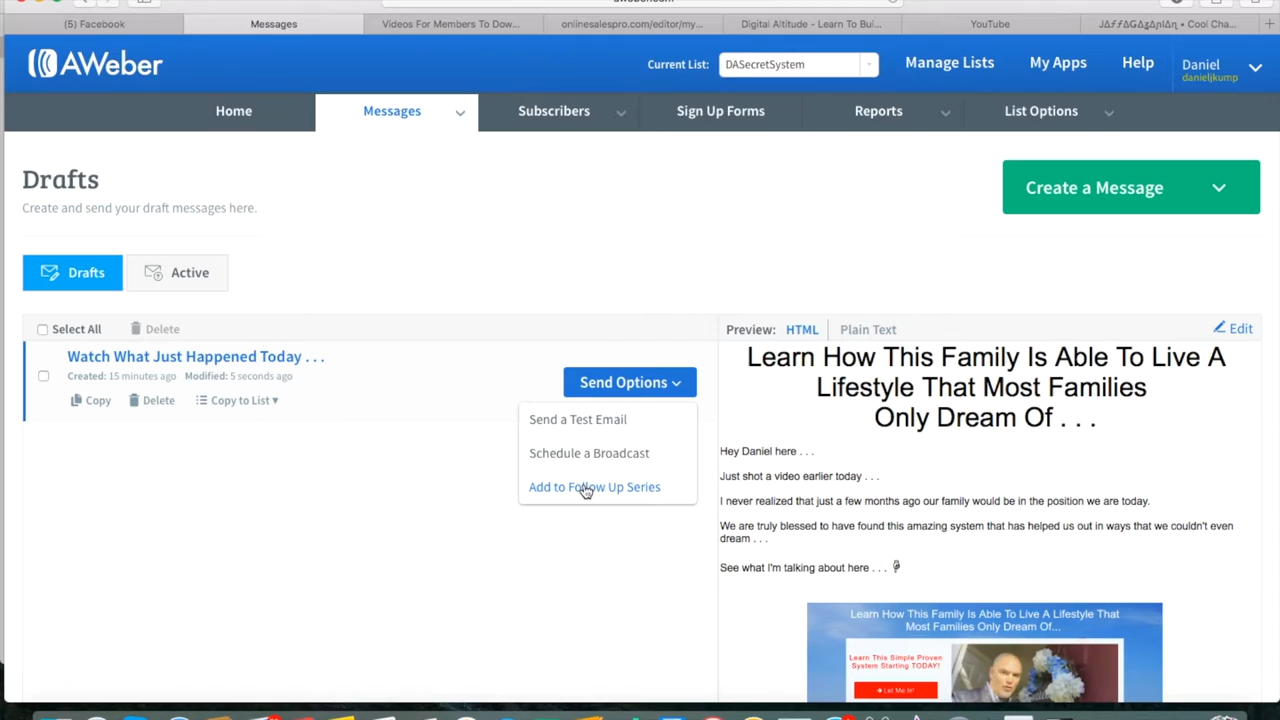 aweber.com
(5) Facebook
Messages
Videos For Members To Dow...
onlinesalespro.com/editor/my...
Digital Altitude - Learn To Bui...
YouTube
• Cool Cha...
AWeber
Current List:
DASecretSystem
Manage Lists
My Apps
Help
Daniel
danieljkump
Home
Messages
Subscribers
Sign Up Forms
Reports
List Options
Drafts
Create and send your draft messages here.
Create a Message
Drafts
Active
Select All
Delete
Preview:
HTML
Plain Text
Edit
Watch What Just Happened Today . . .
Created: 15 minutes ago Modified: 5 seconds ago
Copy
Delete
Copy to List ▾
Send Options
Send a Test Email
Schedule a Broadcast
Add to Follow Up Series
Learn How This Family Is Able To Live A
Lifestyle That Most Families
Only Dream Of . . .
Hey Daniel here . . .
Just shot a video earlier today . . .
I never realized that just a few months ago our family would be in the position we are today.
We are truly blessed to have found this amazing system that has helped us out in ways that we couldn't even
dream . . .
See what I'm talking about here . . .
Learn How This Family Is Able To Live A Lifestyle That
Most Families Only Dream Of...
Learn This Simple Proven
System Starting TODAY!
Let Me In!